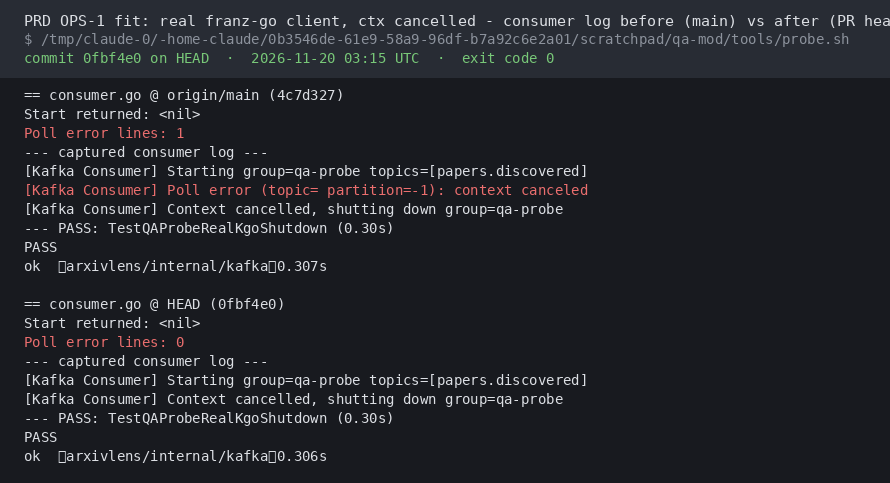 PRD OPS-1 fit: real franz-go client, ctx cancelled - consumer log before (main) vs after (PR hea
$ /tmp/claude-0/-home-claude/0b3546de-61e9-58a9-96df-b7a92c6e2a01/scratchpad/qa-mod/tools/probe.sh
commit 0fbf4e0 on HEAD · 2026-11-20 03:15 UTC · exit code 0
== consumer.go @ origin/main (4c7d327)
Start returned: <nil>
Poll error lines: 1
--- captured consumer log ---
[Kafka Consumer] Starting group=qa-probe topics=[papers.discovered]
[Kafka Consumer] Poll error (topic= partition=-1): context canceled
[Kafka Consumer] Context cancelled, shutting down group=qa-probe
--- PASS: TestQAProbeRealKgoShutdown (0.30s)
PASS
ok  arxivlens/internal/kafka 0.307s
== consumer.go @ HEAD (0fbf4e0)
Start returned: <nil>
Poll error lines: 0
--- captured consumer log ---
[Kafka Consumer] Starting group=qa-probe topics=[papers.discovered]
[Kafka Consumer] Context cancelled, shutting down group=qa-probe
--- PASS: TestQAProbeRealKgoShutdown (0.30s)
PASS
ok  arxivlens/internal/kafka 0.306s